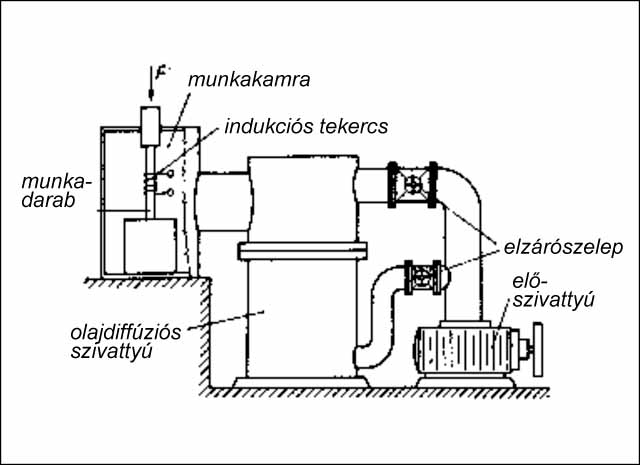 F
munkakamra
indukciós tekercs
munka-
darab
elzárószelep
elő-
szivattyú
olajdiffúziós
szivattyú